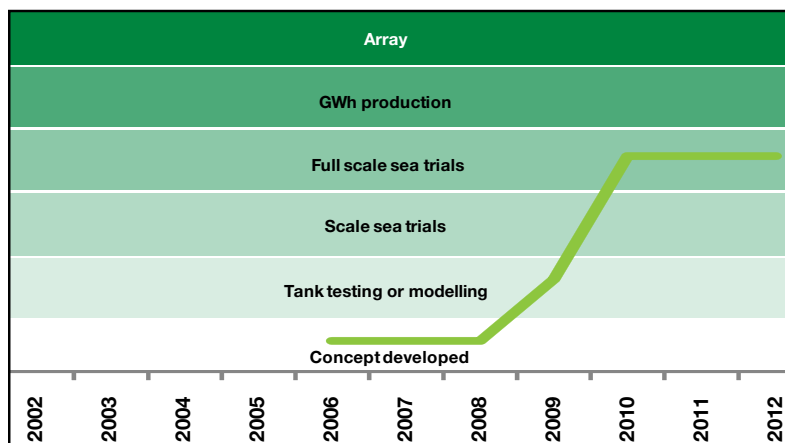 Array
GWh production
Full scale sea trials
Scale sea trials
Tank testing or modelling
Concept developed
2002
2003
2004
2005
2006
2007
2008
2009
2010
2011
2012